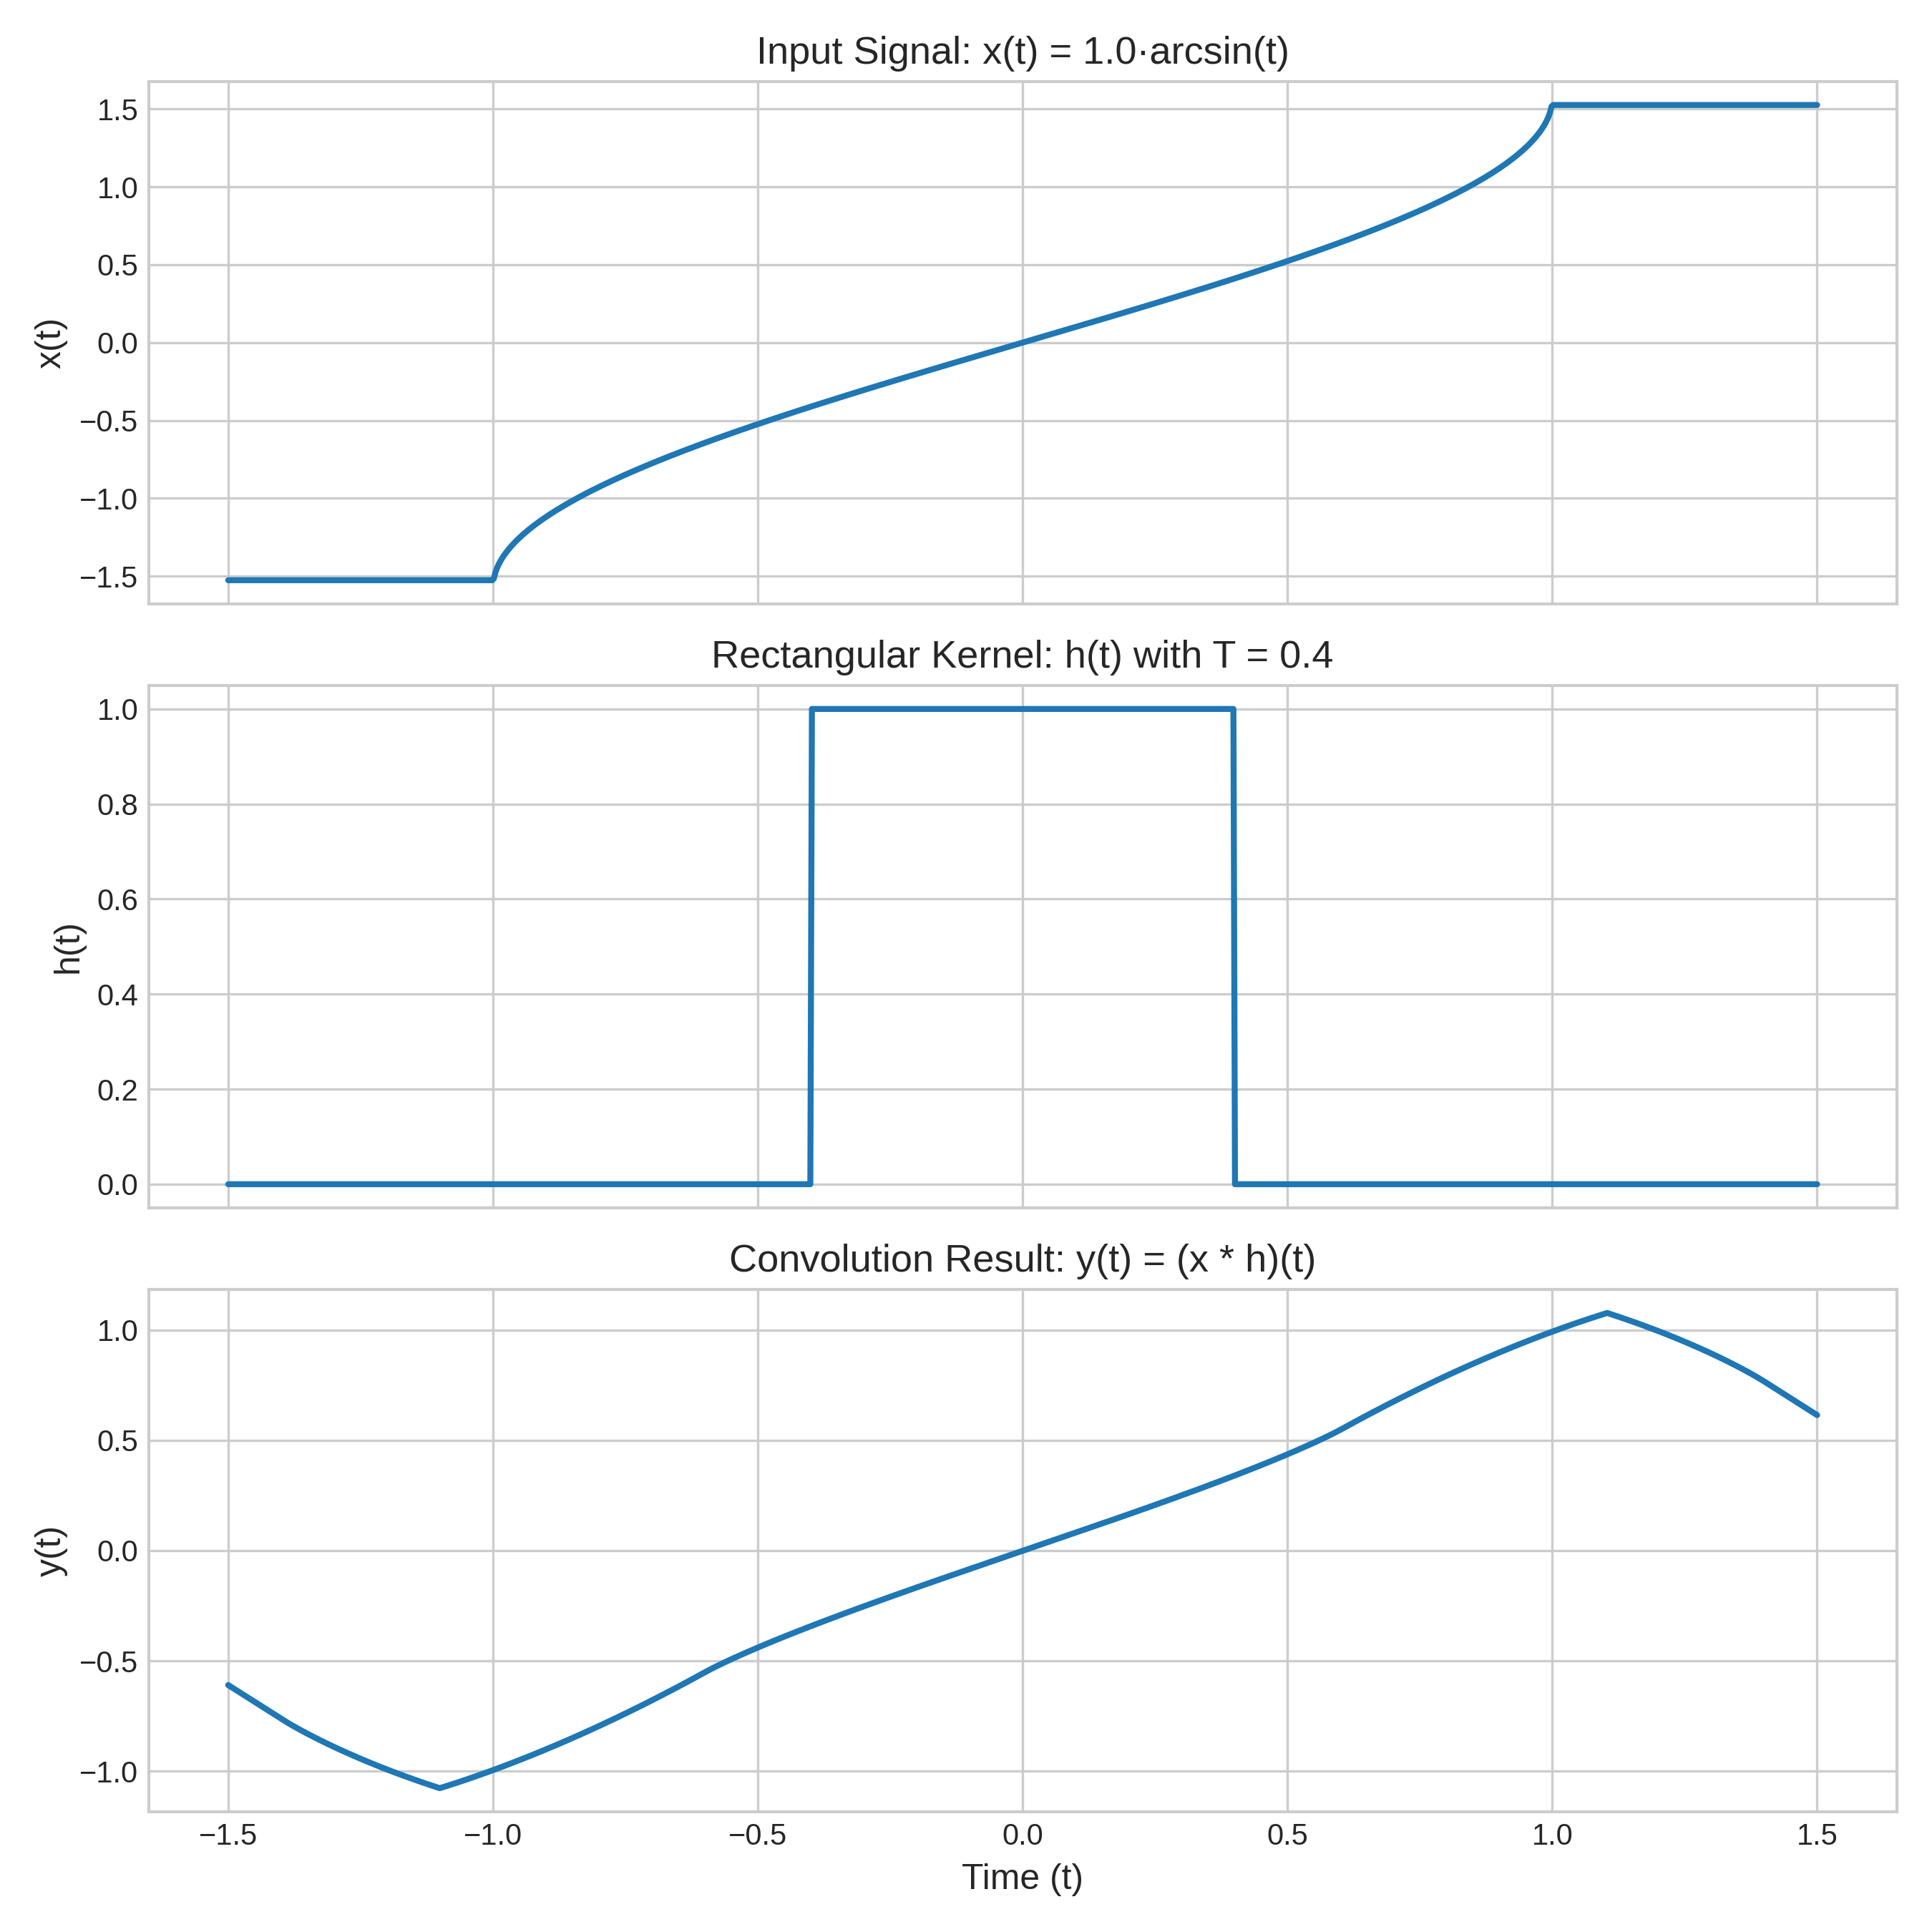 Input Signal: x(t) = 1.0·arcsin(t)
1.5
1.0
0.5
0.0
−0.5
−1.0
−1.5
x(t)
Rectangular Kernel: h(t) with T = 0.4
1.0
0.8
0.6
0.4
0.2
0.0
h(t)
Convolution Result: y(t) = (x * h)(t)
1.0
0.5
0.0
−0.5
−1.0
y(t)
−1.5 −1.0 −0.5 0.0 0.5 1.0 1.5
Time (t)